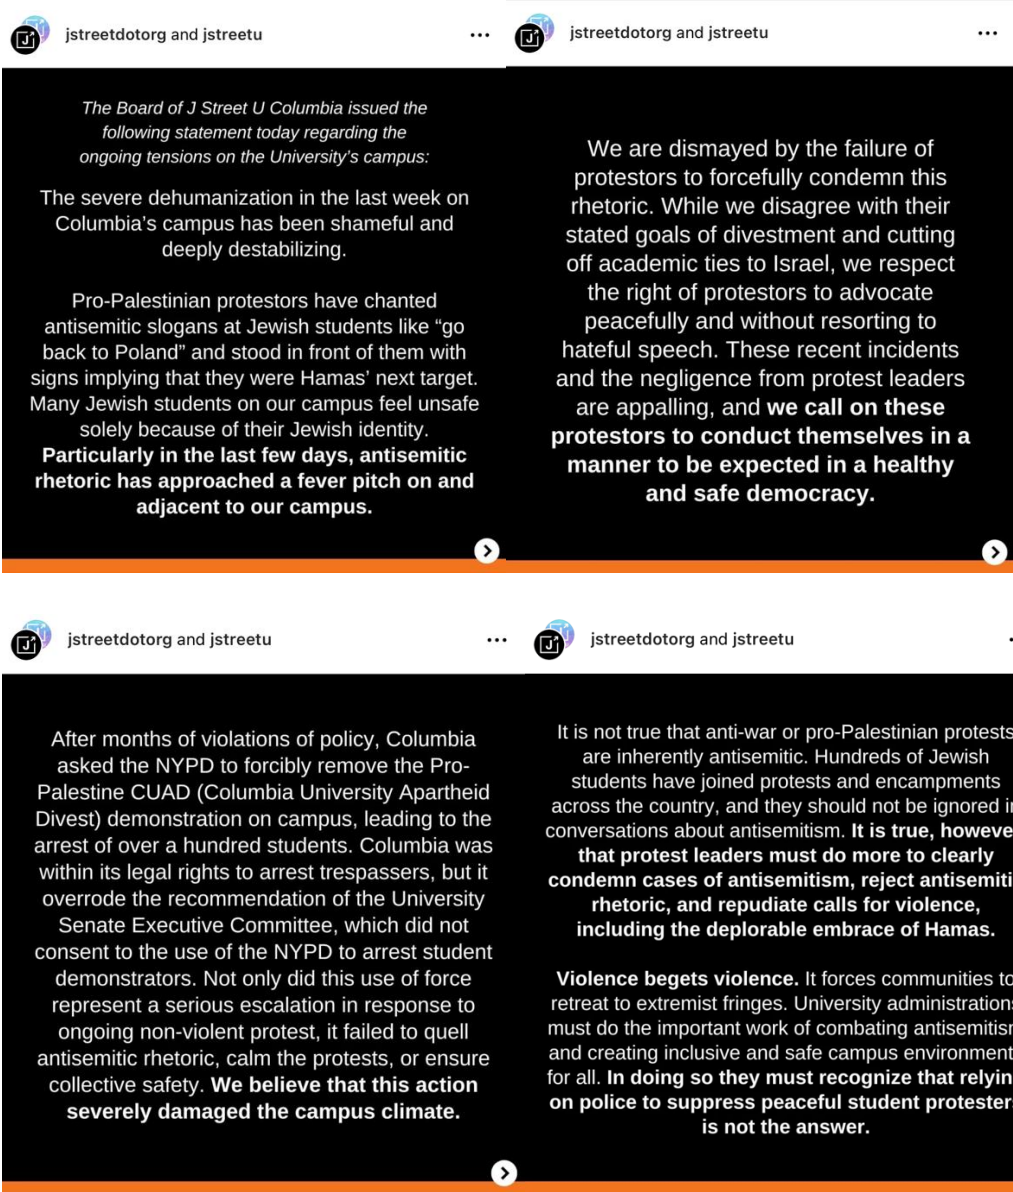 jstreetdotorg and jstreetu
The Board of J Street U Columbia issued the
following statement today regarding the
ongoing tensions on the University's campus:
The severe dehumanization in the last week on
Columbia's campus has been shameful and
deeply destabilizing.
Pro-Palestinian protestors have chanted
antisemitic slogans at Jewish students like “go
back to Poland” and stood in front of them with
signs implying that they were Hamas’ next target.
Many Jewish students on our campus feel unsafe
solely because of their Jewish identity.
Particularly in the last few days, antisemitic
rhetoric has approached a fever pitch on and
adjacent to our campus.
jstreetdotorg and jstreetu
We are dismayed by the failure of
protestors to forcefully condemn this
rhetoric. While we disagree with their
stated goals of divestment and cutting
off academic ties to Israel, we respect
the right of protestors to advocate
peacefully and without resorting to
hateful speech. These recent incidents
and the negligence from protest leaders
are appalling, and we call on these
protestors to conduct themselves in a
manner to be expected in a healthy
and safe democracy.
jstreetdotorg and jstreetu
After months of violations of policy, Columbia
asked the NYPD to forcibly remove the Pro-
Palestine CUAD (Columbia University Apartheid
Divest) demonstration on campus, leading to the
arrest of over a hundred students. Columbia was
within its legal rights to arrest trespassers, but it
overrode the recommendation of the University
Senate Executive Committee, which did not
consent to the use of the NYPD to arrest student
demonstrators. Not only did this use of force
represent a serious escalation in response to
ongoing non-violent protest, it failed to quell
antisemitic rhetoric, calm the protests, or ensure
collective safety. We believe that this action
severely damaged the campus climate.
jstreetdotorg and jstreetu
It is not true that anti-war or pro-Palestinian protests
are inherently antisemitic. Hundreds of Jewish
students have joined protests and encampments
across the country, and they should not be ignored i
conversations about antisemitism. It is true, howeve
that protest leaders must do more to clearly
condemn cases of antisemitism, reject antisemiti
rhetoric, and repudiate calls for violence,
including the deplorable embrace of Hamas.
Violence begets violence. It forces communities to
retreat to extremist fringes. University administration
must do the important work of combating antisemitis
and creating inclusive and safe campus environment
for all. In doing so they must recognize that relyin
on police to suppress peaceful student protester
is not the answer.